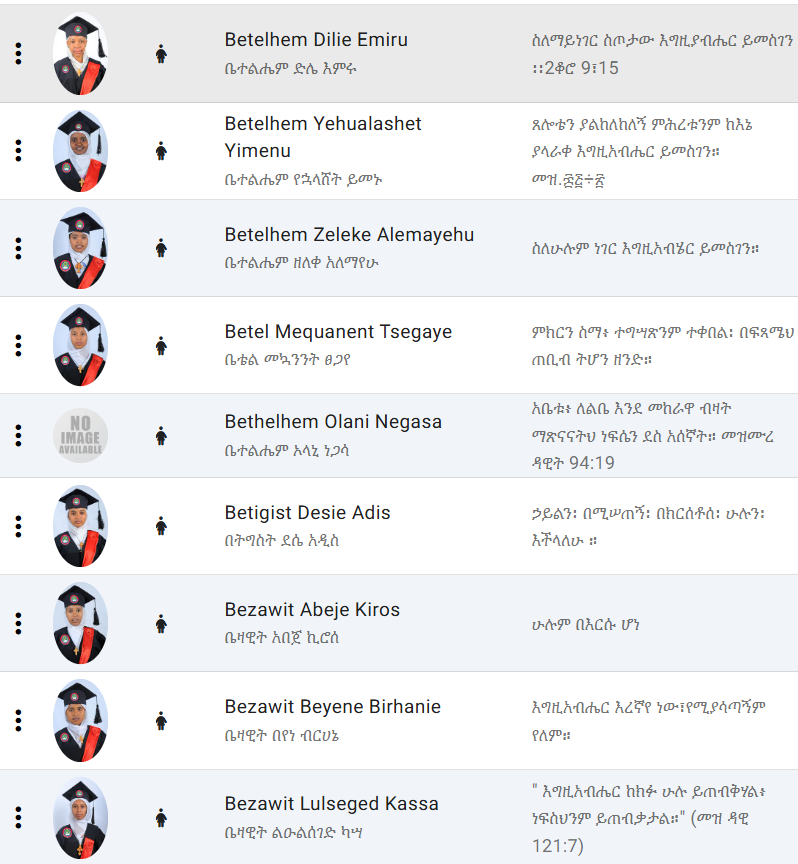 Betelhem Dilie Emiru
ቤተልሔም ድሌ እምሩ
ስለማይነገር ስጦታው እግዚያብሔር ይመስገን
::2ቆሮ 9፣15
Betelhem Yehualashet
Yimenu
ቤተልሔም የኋላሸት ይመኑ
ጸሎቴን ያልከለከለኝ ምሕረቱንም ከእኔ
ያላራቀ እግዚአብሔር ይመስገን።
መዝ.፳፭÷፳
Betelhem Zeleke Alemayehu
ቤተልሔም ዘለቀ አለማየሁ
ስለሁሉም ነገር እግዚአብሄር ይመስገን።
Betel Mequanent Tsegaye
ቤቴል መኳንንት ፀጋየ
ምክርን ስማ፥ ተግሣጽንም ተቀበል፤ በፍጻሜህ
ጠቢብ ትሆን ዘንድ።
NO
IMAGE
AVAILABLE
Bethelhem Olani Negasa
ቤተልሔም ኦላኒ ነጋሳ
አቤቱ፥ ለልቤ እንደ መከራዋ ብዛት
ማጽናናትህ ነፍሴን ደስ አሰኛት። መዝሙረ
ዳዊት 94:19
Betigist Desie Adis
በትግስት ደሴ አዲስ
ኃይልን፤ በሚሠጠኝ፤ በክርስቶስ፤ ሁሉን፤
እችላለሁ ።
Bezawit Abeje Kiros
ቤዛዊት አበጀ ኪሮስ
ሁሉም በእርሱ ሆነ
Bezawit Beyene Birhanie
ቤዛዊት በየነ ብርሀኔ
እግዚአብሔር እረኛየ ነው፣የሚያሳጣኝም
የለም።
Bezawit Lulseged Kassa
ቤዛዊት ልዑልሰገድ ካሣ
" እግዚአብሔር ከክፉ ሁሉ ይጠብቅሃል፥
ነፍስህንም ይጠብቃታል።" (መዝ ዳዊ
121:7)